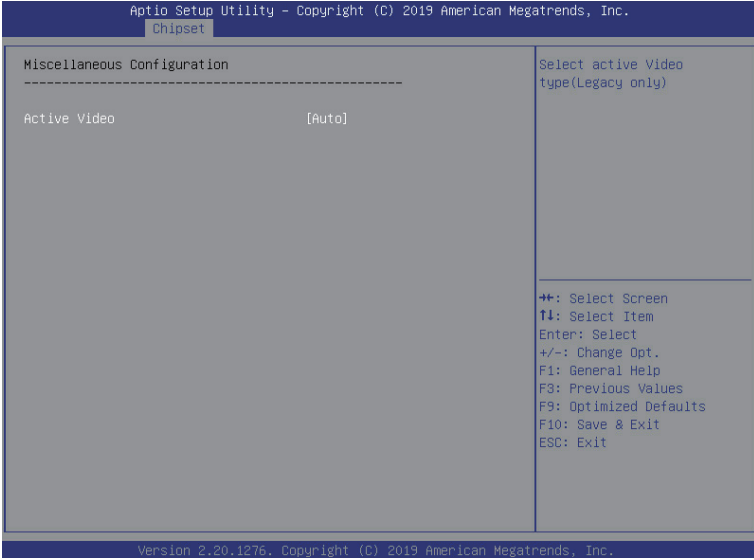 Aptio Setup Utility – Copyright (C) 2019 American Megatrends, Inc.
Chipset
Miscellaneous Configuration
------------------------------------------------
Active Video [Auto]
Select active Video
type(Legacy only)
→←: Select Screen
↑↓: Select Item
Enter: Select
+/-: Change Opt.
F1: General Help
F3: Previous Values
F9: Optimized Defaults
F10: Save & Exit
ESC: Exit
Version 2.20.1276. Copyright (C) 2019 American Megatrends, Inc.